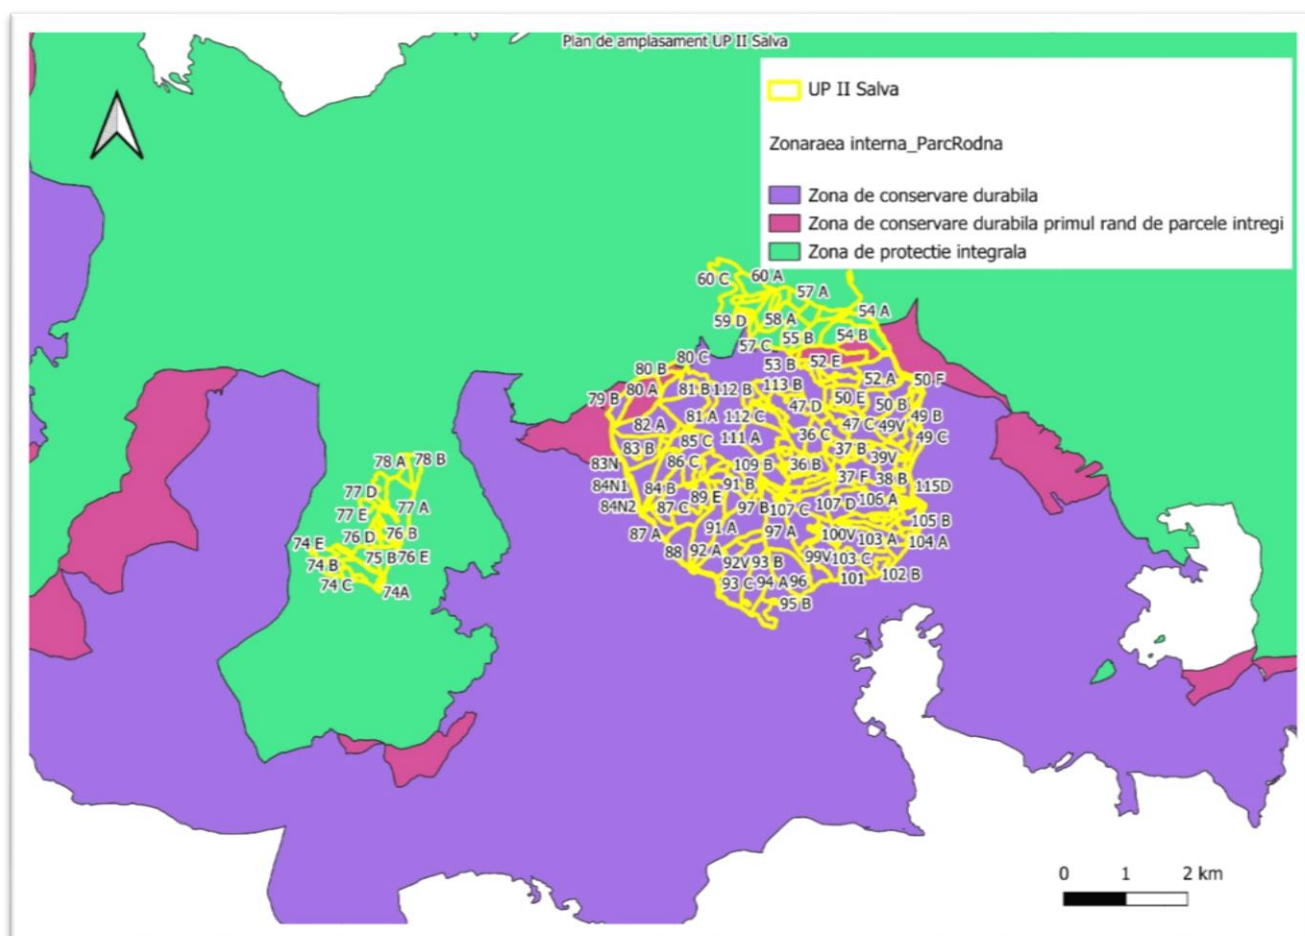 Plan de amplasament UP II Salva
UP II Salva
Zonaraea interna_ParcRodna
Zona de conservare durabila
Zona de conservare durabila primul rand de parcele intregi
Zona de protectie integrala
60 C 60 A
57 A
59 D 58 A 54 A
55 B 54 B
57 C
80 C
80 B 53 B 52 E
52 A 50 F
79 B 80 A 81 B 112 B 113 B
47 D 50 E 50 B
82 A 81 A 112 C 47 C 49V 49 B
83 B 85 C 111 A 36 C 49 C
37 B 39V
78 A 78 B
83N 86 C 109 B 36 B
84N1 84 B 91 B 37 F 38 B 115D
77 D 89 E
77 E 77 A 84N2 87 C 97 B 107 C 107 D 106 A
105 B
74 E 76 D 76 B 87 A 91 A 97 A 100V 103 A 104 A
74 B 75 B 76 E 88 92 A 92V 93 B 99V 103 C
74 C 74A 93 C 94 A 96 101 102 B
95 B
0 1 2 km